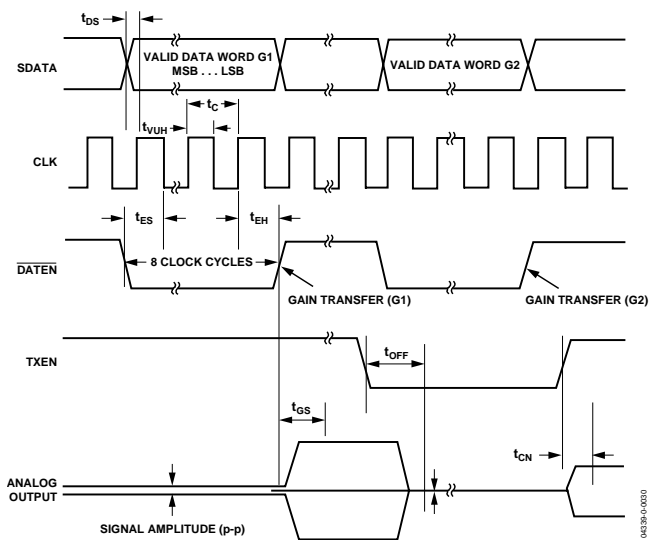 tDS
SDATA
VALID DATA WORD G1
MSB . . . LSB
VALID DATA WORD G2
tC
tVUH
CLK
tES
tEH
DATEN
8 CLOCK CYCLES
GAIN TRANSFER (G1)
GAIN TRANSFER (G2)
TXEN
tOFF
tGS
tCN
ANALOG
OUTPUT
SIGNAL AMPLITUDE (p-p)
04339-0-0030